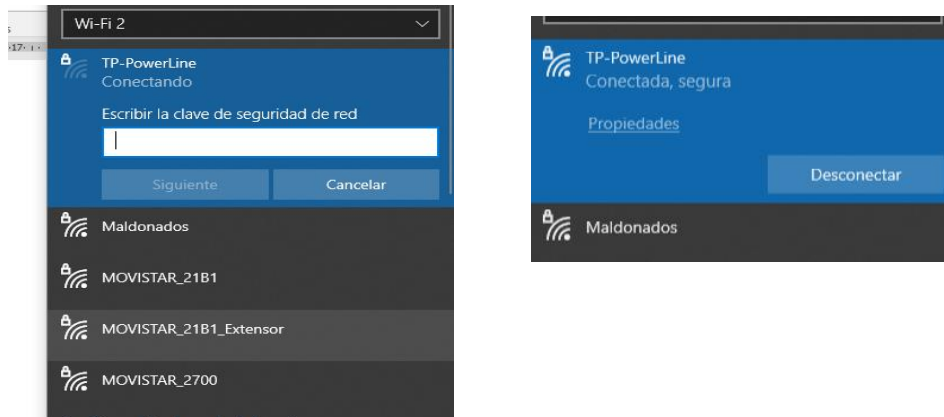 Wi-Fi 2
TP-PowerLine
Conectando
Escribir la clave de seguridad de red
Siguiente Cancelar
Maldonados
MOVISTAR_21B1
MOVISTAR_21B1_Extensor
MOVISTAR_2700
TP-PowerLine
Conectada, segura
Propiedades
Desconectar
Maldonados